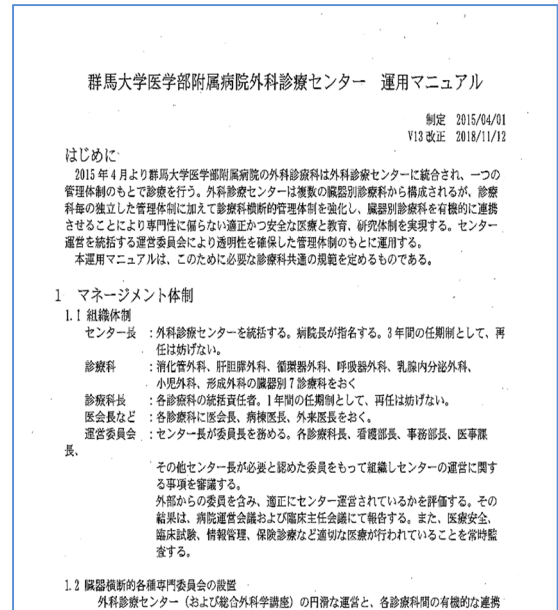 群馬大学医学部附属病院外科診療センター　運用マニュアル
制定　2015/04/01
V13 改正　2018/11/12
はじめに
2015 年 4 月より群馬大学医学部附属病院の外科診療科は外科診療センターに統合され、一つの
管理体制のもとで診療を行う。外科診療センターは複数の臓器別診療科から構成されるが、診療
科毎の独立した管理体制に加えて診療科横断的管理体制を強化し、臓器別診療科を有機的に連携
させることにより専門性に偏らない適正かつ安全な医療と教育、研究体制を実現する。センター
運営を統括する運営委員会により透明性を確保した管理体制のもとに運用する。
本運用マニュアルは、このために必要な診療科共通の規範を定めるものである。
1　マネージメント体制
1.1 組織体制
センター長　：外科診療センターを統括する。病院長が指名する。3 年間の任期制として、再
任は妨げない。
診療科　：消化管外科、肝胆膵外科、循環器外科、呼吸器外科、乳腺内分泌外科、
小児外科、形成外科の臓器別 7 診療科をおく
診療科長　：各診療科の統括責任者。1 年間の任期制として、再任は妨げない。
医会長など　：各診療科に医会長、病棟医長、外来医長をおく。
運営委員会　：センター長が委員長を務める。各診療科長、看護部長、事務部長、医事課
長、
その他センター長が必要と認めた委員をもって組織しセンターの運営に関す
る事項を審議する。
外部からの委員を含み、適正にセンター運営されているかを評価する。その
結果は、病院運営会議および臨床主任会議にて報告する。また、医療安全、
臨床試験、情報管理、保険診療など適切な医療が行われていることを常時監
査する。
1.2 臓器横断的各種専門委員会の設置
外科診療センター（および総合外科学講座）の円滑な運営と、各診療科間の有機的な連携